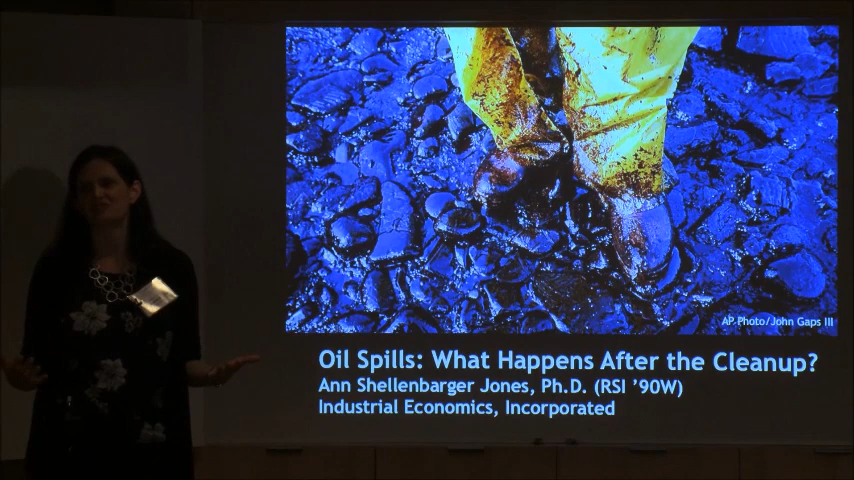 AP Photo/John Gaps III
Oil Spills: What Happens After the Cleanup?
Ann Shellenbarger Jones, Ph.D. (RSI ’90W)
Industrial Economics, Incorporated